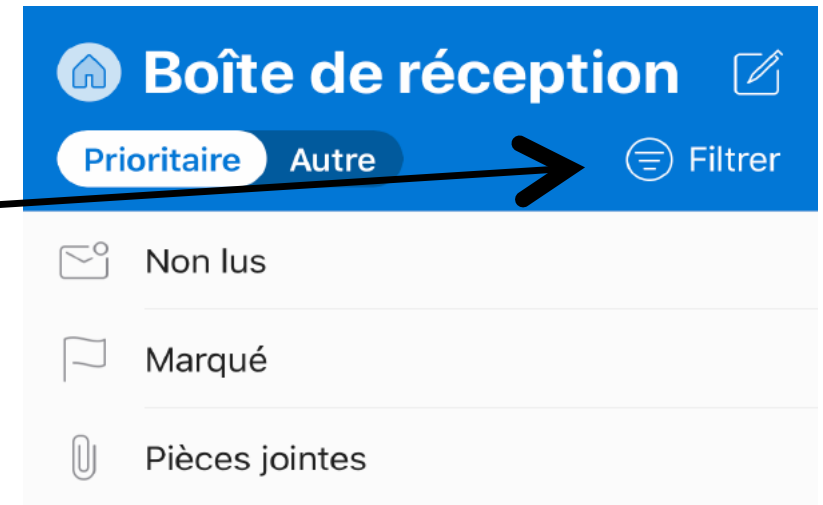 Boîte de réception
Prioritaire Autre Filtrer
Non lus
Marqué
Pièces jointes